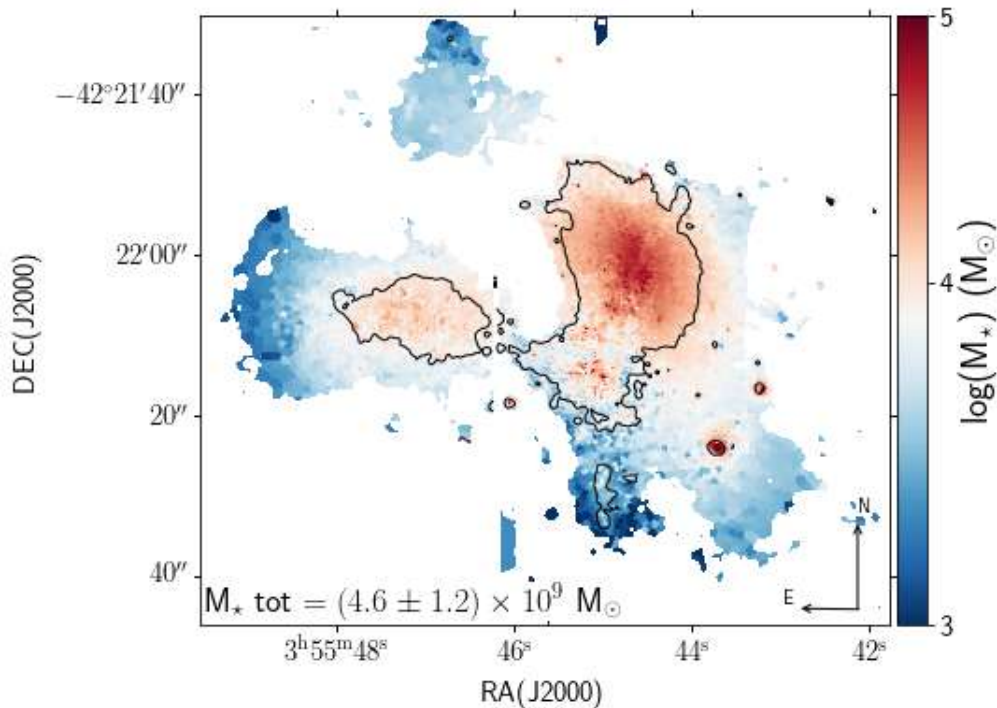 −42°21′40″
22′00″
20″
40″
DEC(J2000)
M⋆ tot = (4.6 ± 1.2) × 10⁹ M⊙
N
E
3ʰ55ᵐ48ˢ
46ˢ
44ˢ
42ˢ
RA(J2000)
5
4
3
log(M⋆) (M⊙)